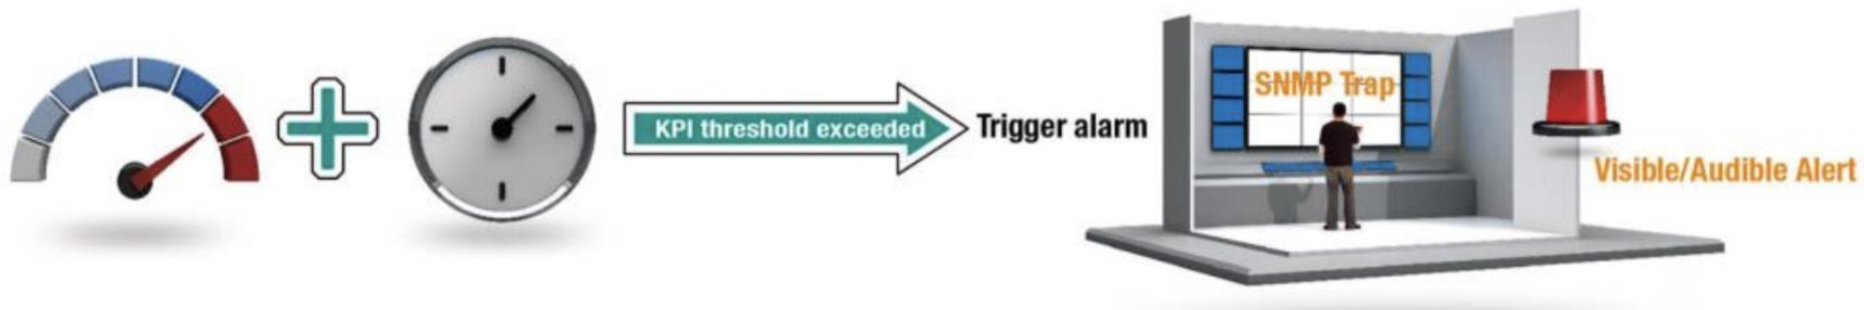 KPI threshold exceeded
Trigger alarm
SNMP Trap
Visible/Audible Alert